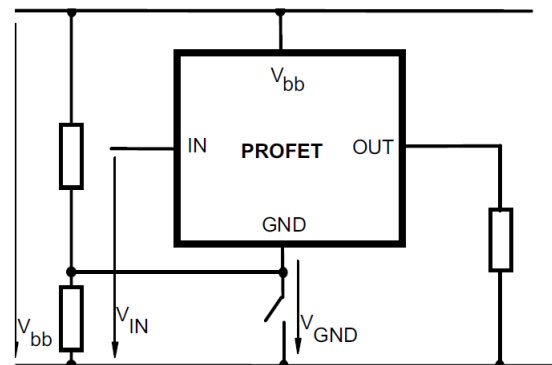 Vbb
IN
PROFET
OUT
GND
Vbb
VIN
VGND